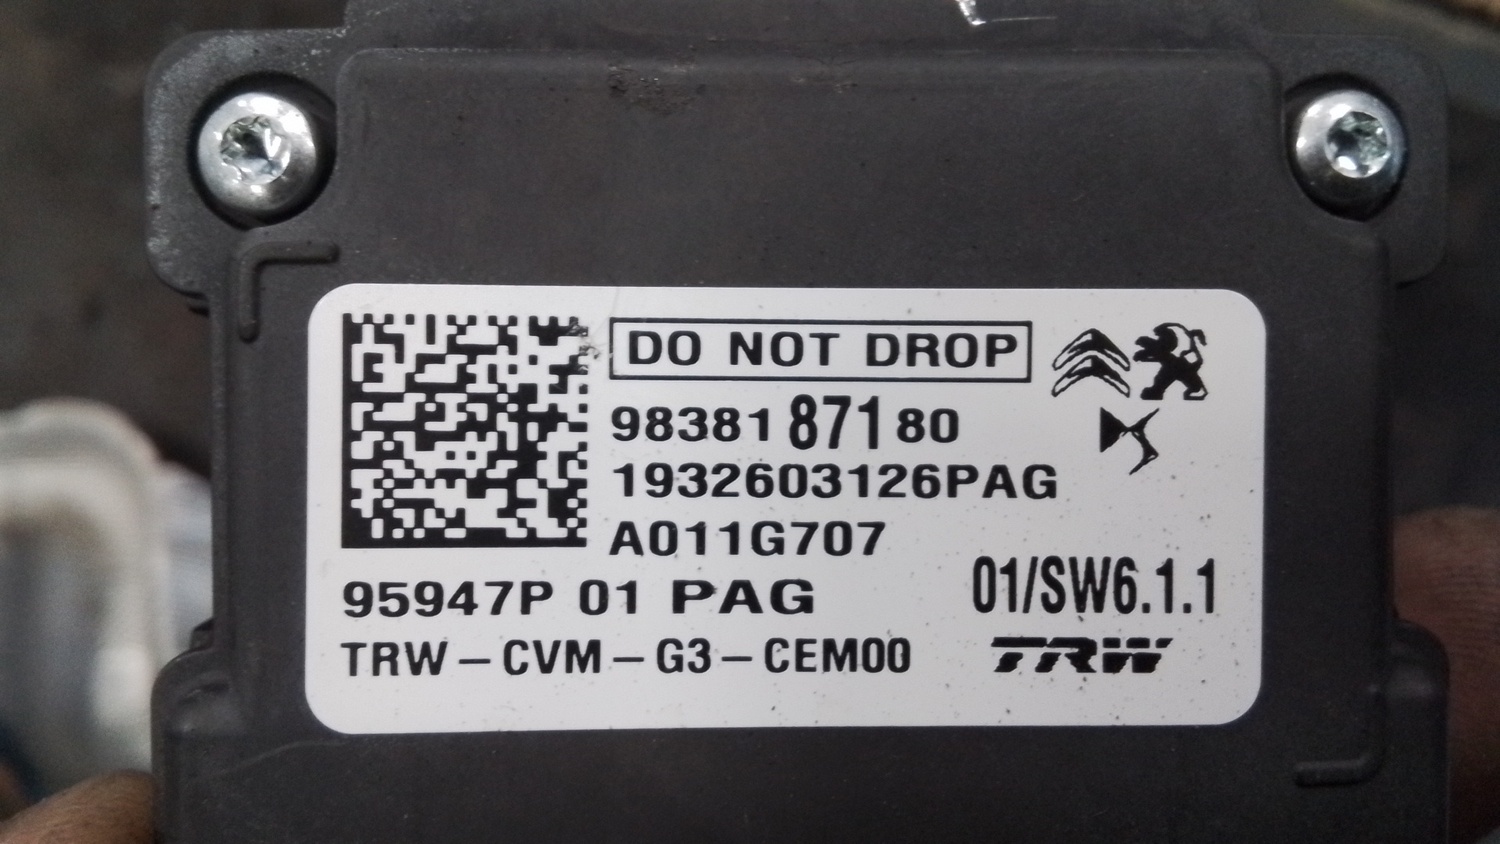 DO NOT DROP
98381 871 80
1932603126PAG
A011G707
95947P 01 PAG
01/SW6.1.1
TRW-CVM-G3-CEM00
TRW